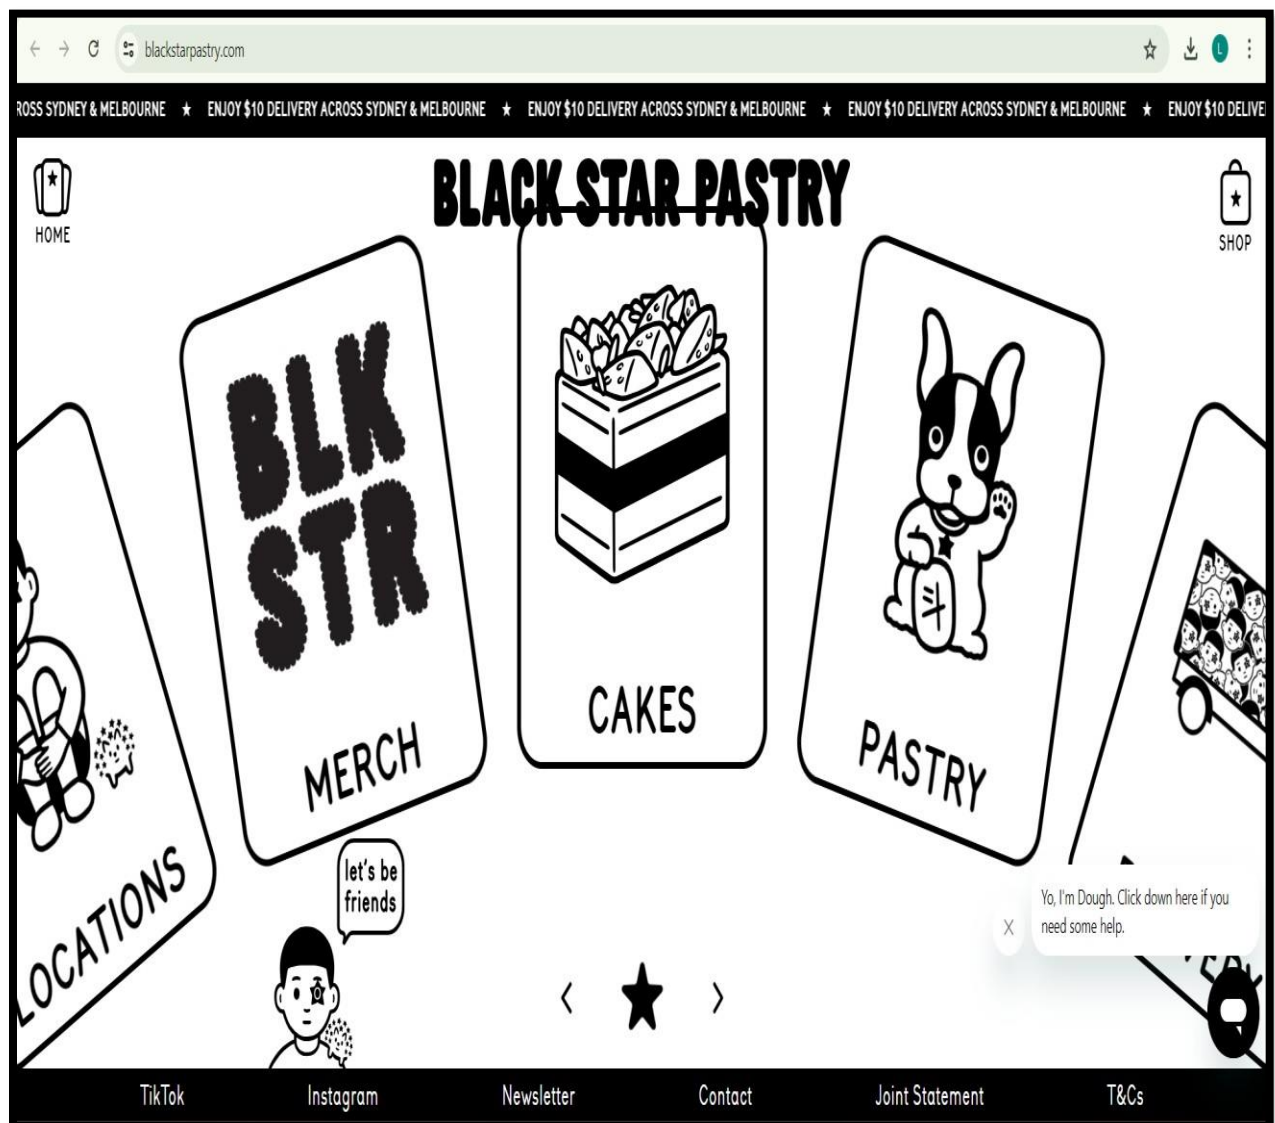 blackstarpastry.com
L
ROSS SYDNEY & MELBOURNE ★ ENJOY $10 DELIVERY ACROSS SYDNEY & MELBOURNE ★ ENJOY $10 DELIVERY ACROSS SYDNEY & MELBOURNE ★ ENJOY $10 DELIVERY ACROSS SYDNEY & MELBOURNE ★ ENJOY $10 DELIVE
BLACK STAR PASTRY
HOME
SHOP
BLK
STR
CAKES
MERCH
PASTRY
LOCATIONS
let's be
friends
Yo, I'm Dough. Click down here if you
need some help.
X
TikTok Instagram Newsletter Contact Joint Statement T&Cs